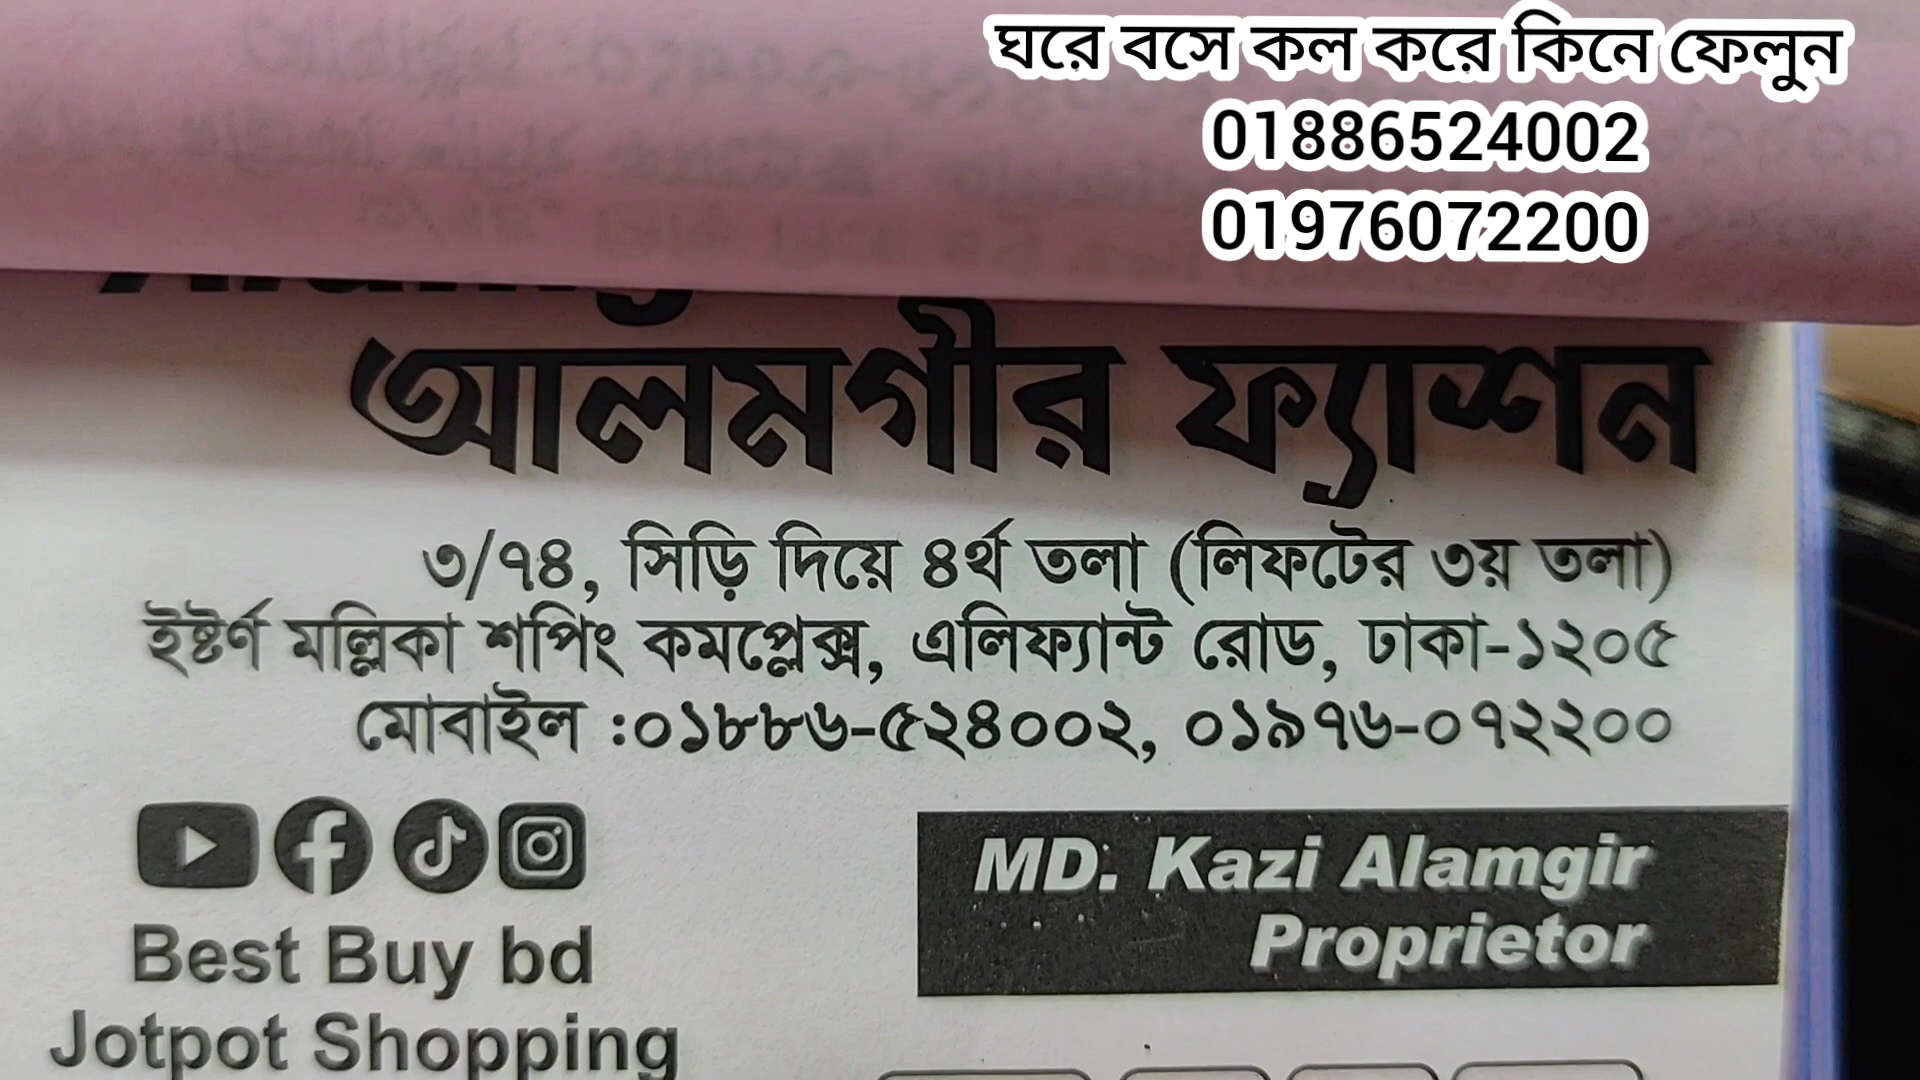 ঘরে বসে কল করে কিনে ফেলুন
01886524002
01976072200
আলমগীর ফ্যাশন
৩/৭৪, সিড়ি দিয়ে ৪র্থ তলা (লিফটের ৩য় তলা)
ইষ্টর্ণ মল্লিকা শপিং কমপ্লেক্স, এলিফ্যান্ট রোড, ঢাকা-১২০৫
মোবাইল :০১৮৮৬-৫২৪০০২, ০১৯৭৬-০৭২২০০
MD. Kazi Alamgir
Proprietor
Best Buy bd
Jotpot Shopping